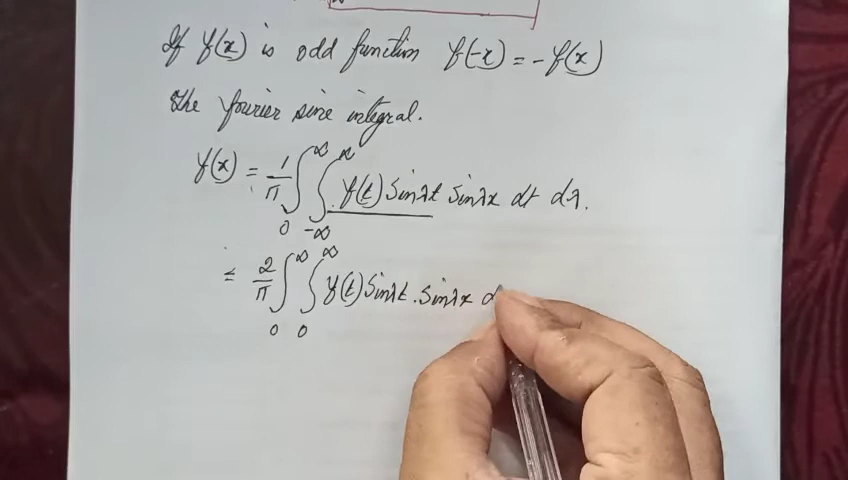 If f(x) is odd function f(-x) = -f(x)
The fourier sine integral.
f(x) = 1/π ∫₀^∞ ∫₋∞^∞ f(t) sinλt sinλx dt dλ.
= 2/π ∫₀^∞ ∫₀^∞ f(t) sinλt . sinλx d